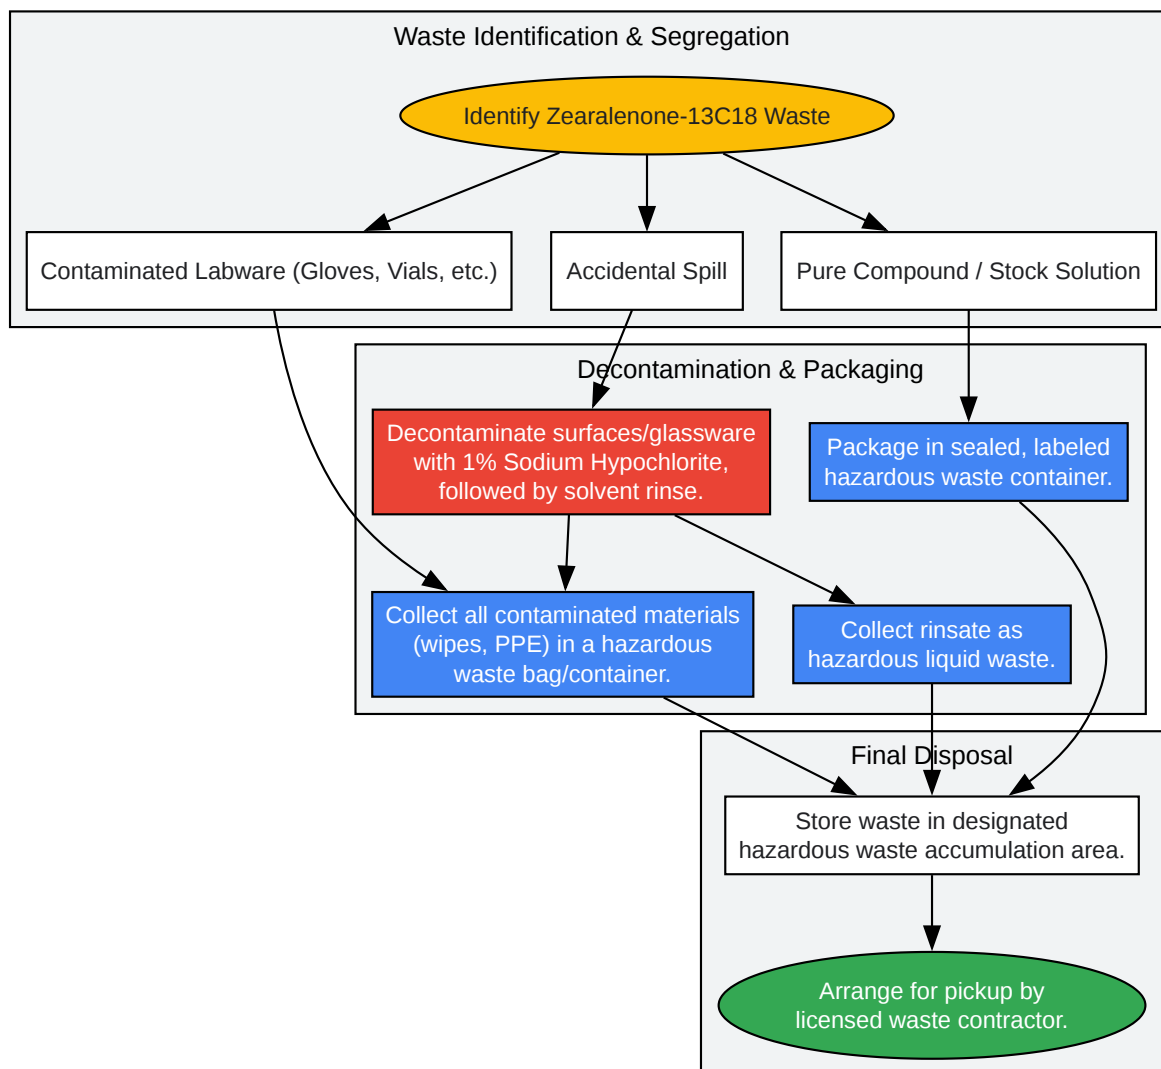 Waste Identification & Segregation
Identify Zearalenone-13C18 Waste
Contaminated Labware (Gloves, Vials, etc.)
Accidental Spill
Pure Compound / Stock Solution
Decontamination & Packaging
Decontaminate surfaces/glassware
with 1% Sodium Hypochlorite,
followed by solvent rinse.
Package in sealed, labeled
hazardous waste container.
Collect all contaminated materials
(wipes, PPE) in a hazardous
waste bag/container.
Collect rinsate as
hazardous liquid waste.
Final Disposal
Store waste in designated
hazardous waste accumulation area.
Arrange for pickup by
licensed waste contractor.